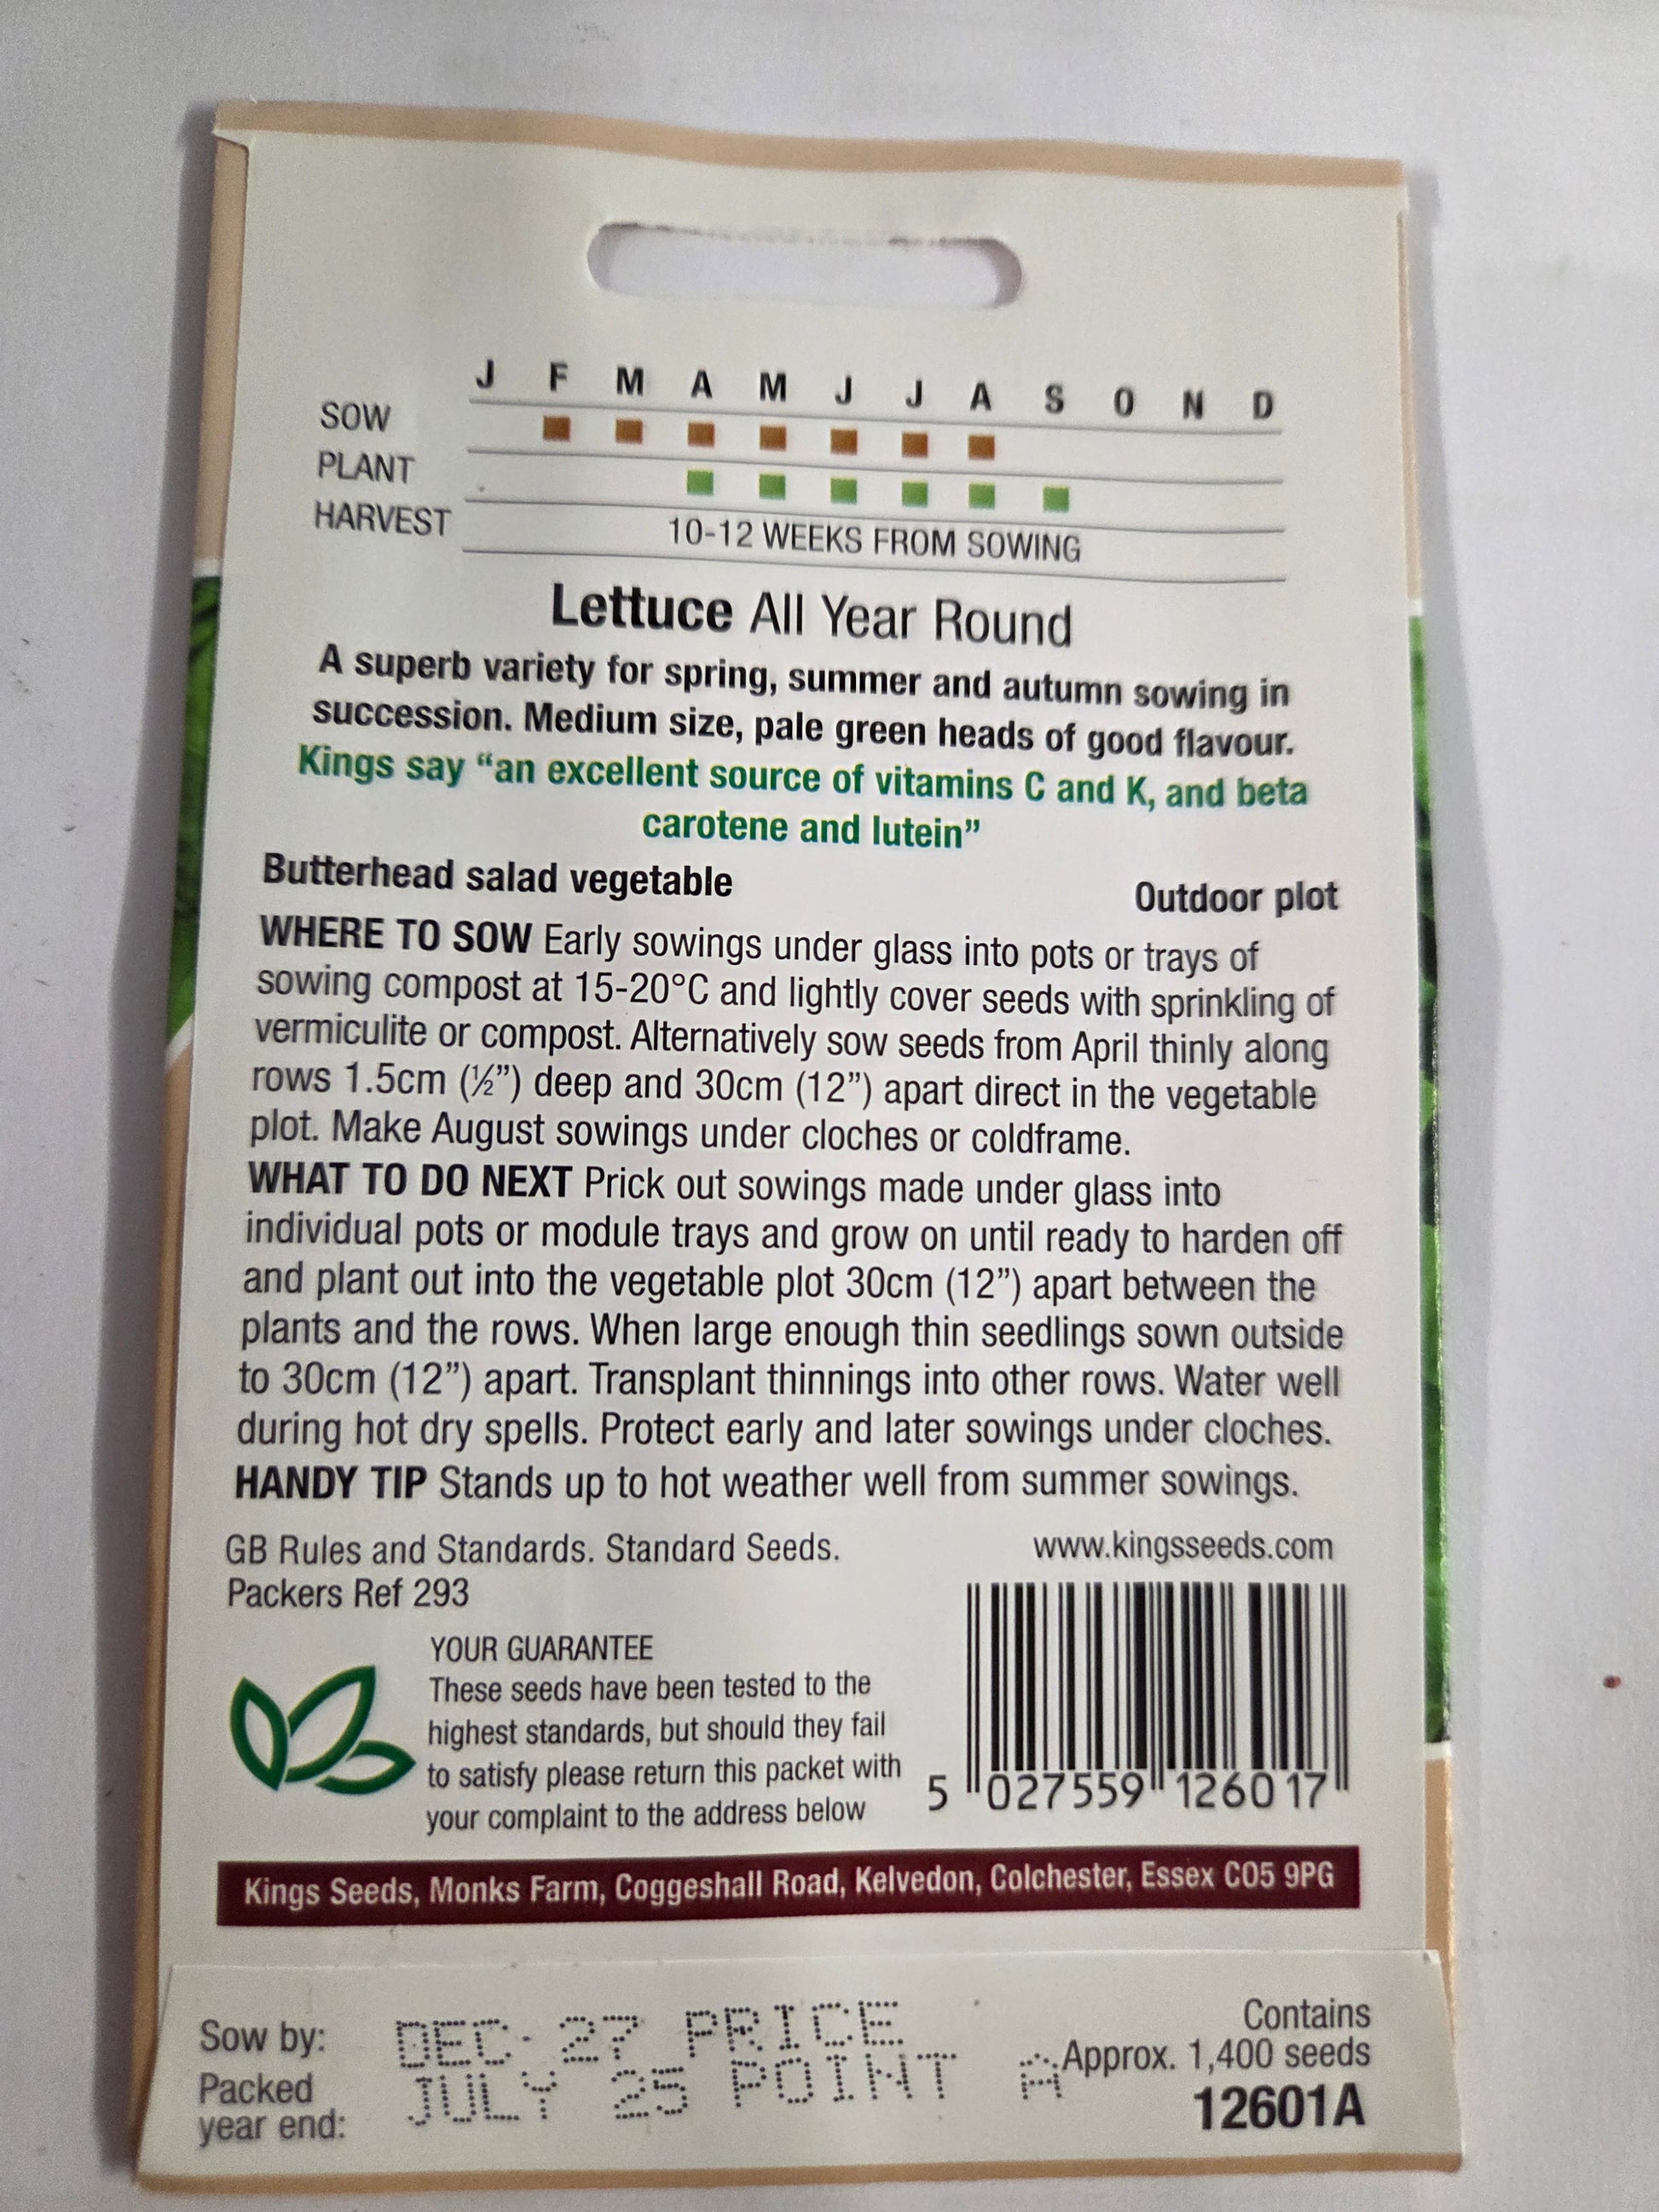 J F M A M J J A S O N D
SOW
PLANT
HARVEST 10-12 WEEKS FROM SOWING
Lettuce All Year Round
A superb variety for spring, summer and autumn sowing in
succession. Medium size, pale green heads of good flavour.
Kings say “an excellent source of vitamins C and K, and beta
carotene and lutein”
Butterhead salad vegetable Outdoor plot
WHERE TO SOW Early sowings under glass into pots or trays of
sowing compost at 15-20°C and lightly cover seeds with sprinkling of
vermiculite or compost. Alternatively sow seeds from April thinly along
rows 1.5cm (½”) deep and 30cm (12”) apart direct in the vegetable
plot. Make August sowings under cloches or coldframe.
WHAT TO DO NEXT Prick out sowings made under glass into
individual pots or module trays and grow on until ready to harden off
and plant out into the vegetable plot 30cm (12”) apart between the
plants and the rows. When large enough thin seedlings sown outside
to 30cm (12”) apart. Transplant thinnings into other rows. Water well
during hot dry spells. Protect early and later sowings under cloches.
HANDY TIP Stands up to hot weather well from summer sowings.
GB Rules and Standards. Standard Seeds. www.kingsseeds.com
Packers Ref 293
YOUR GUARANTEE
These seeds have been tested to the
highest standards, but should they fail
to satisfy please return this packet with
your complaint to the address below
5 027559 126017
Kings Seeds, Monks Farm, Coggeshall Road, Kelvedon, Colchester, Essex CO5 9PG
Sow by: DEC 27 PRICE
Packed year end: JULY 25 POINT A
Contains
Approx. 1,400 seeds
12601A